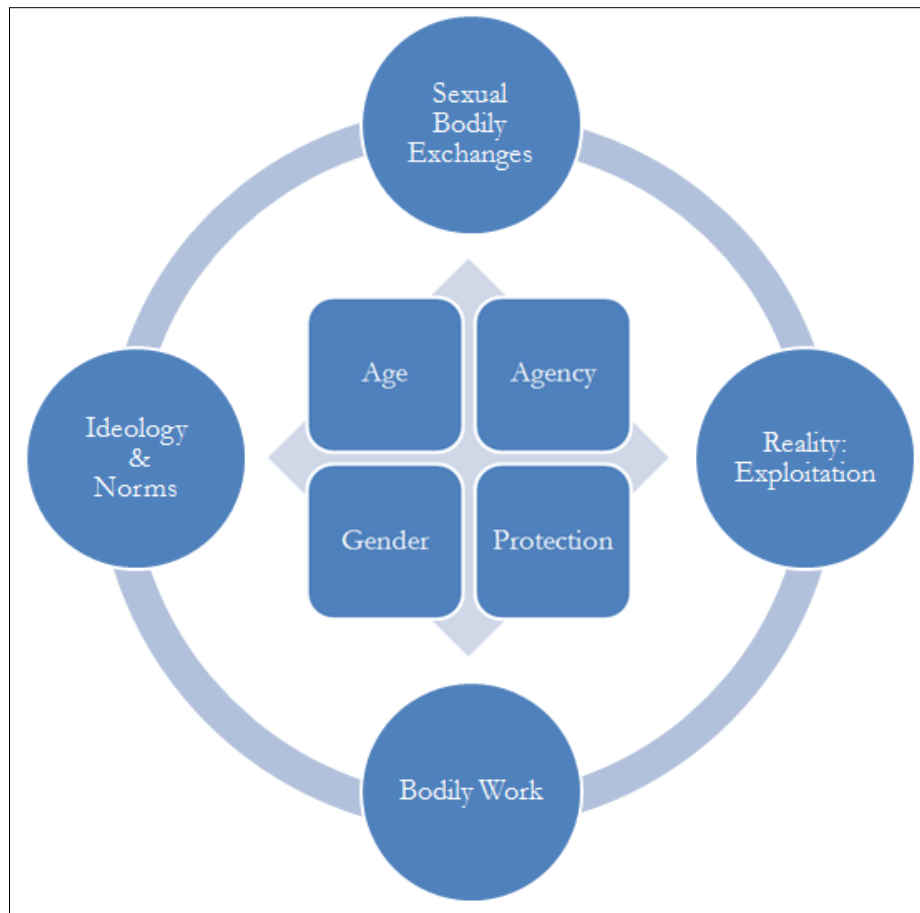 Sexual
Bodily
Exchanges
Age
Agency
Ideology
&
Norms
Reality:
Exploitation
Gender
Protection
Bodily Work